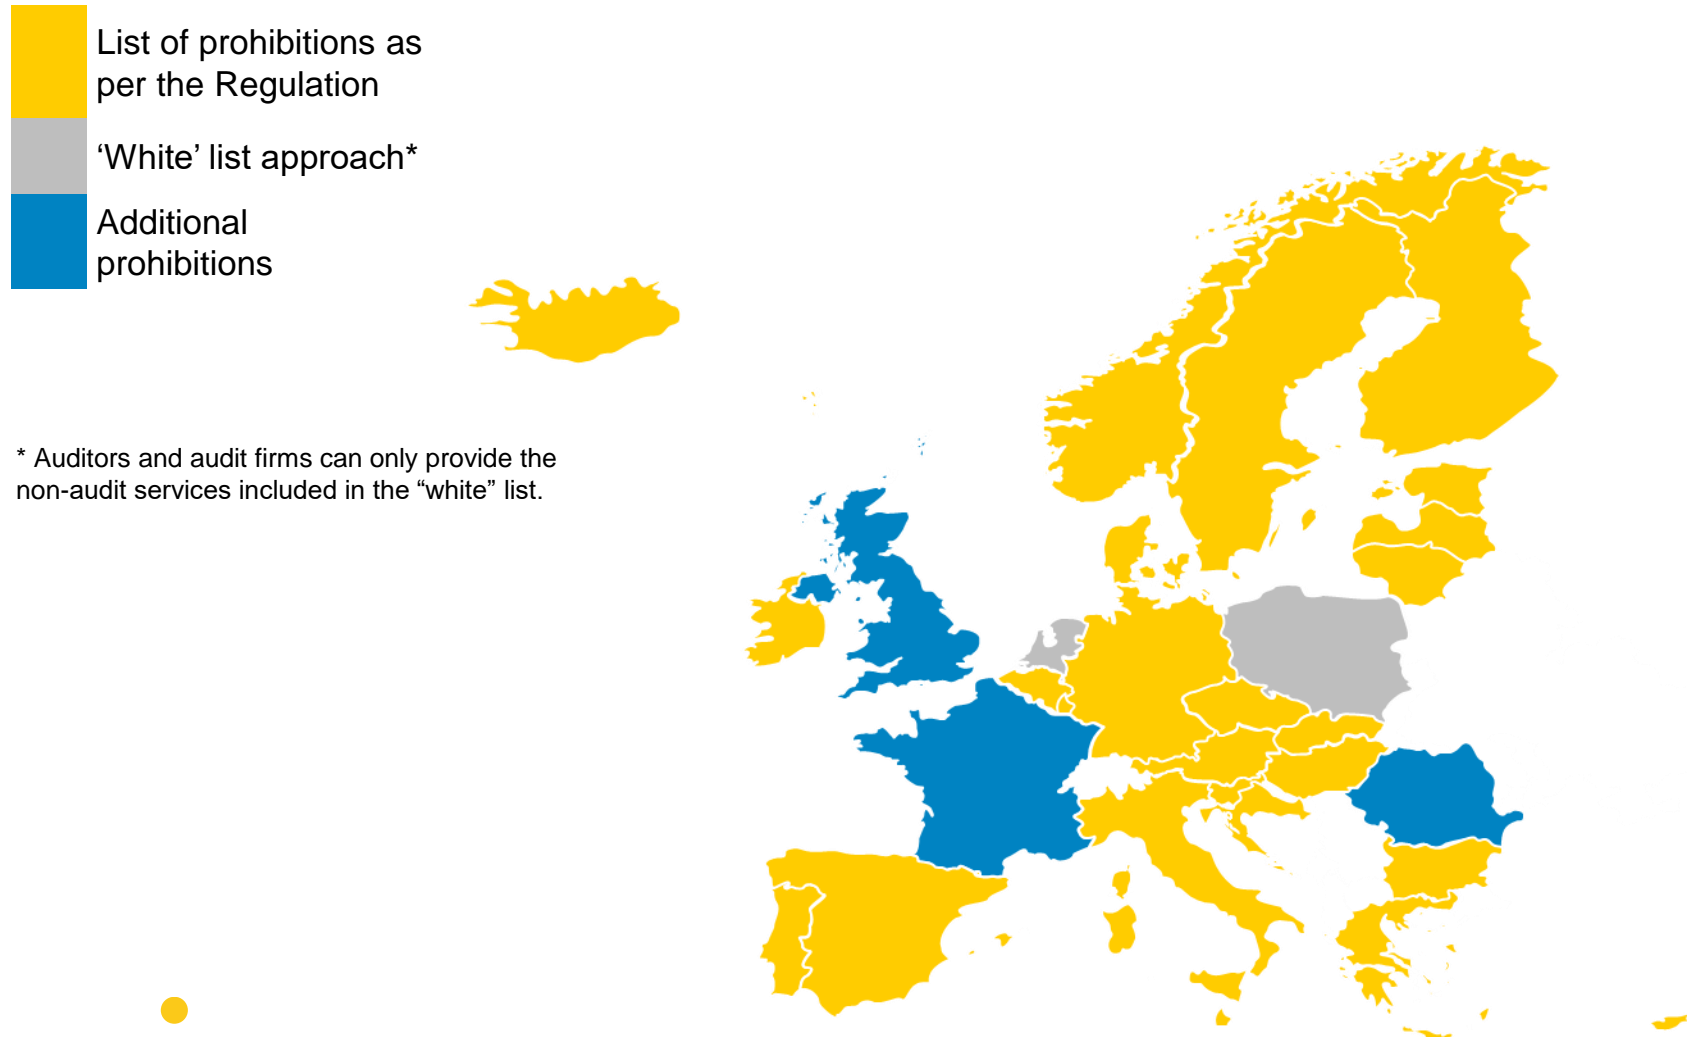 List of prohibitions as
per the Regulation
‘White’ list approach*
Additional
prohibitions
* Auditors and audit firms can only provide the
non-audit services included in the “white” list.